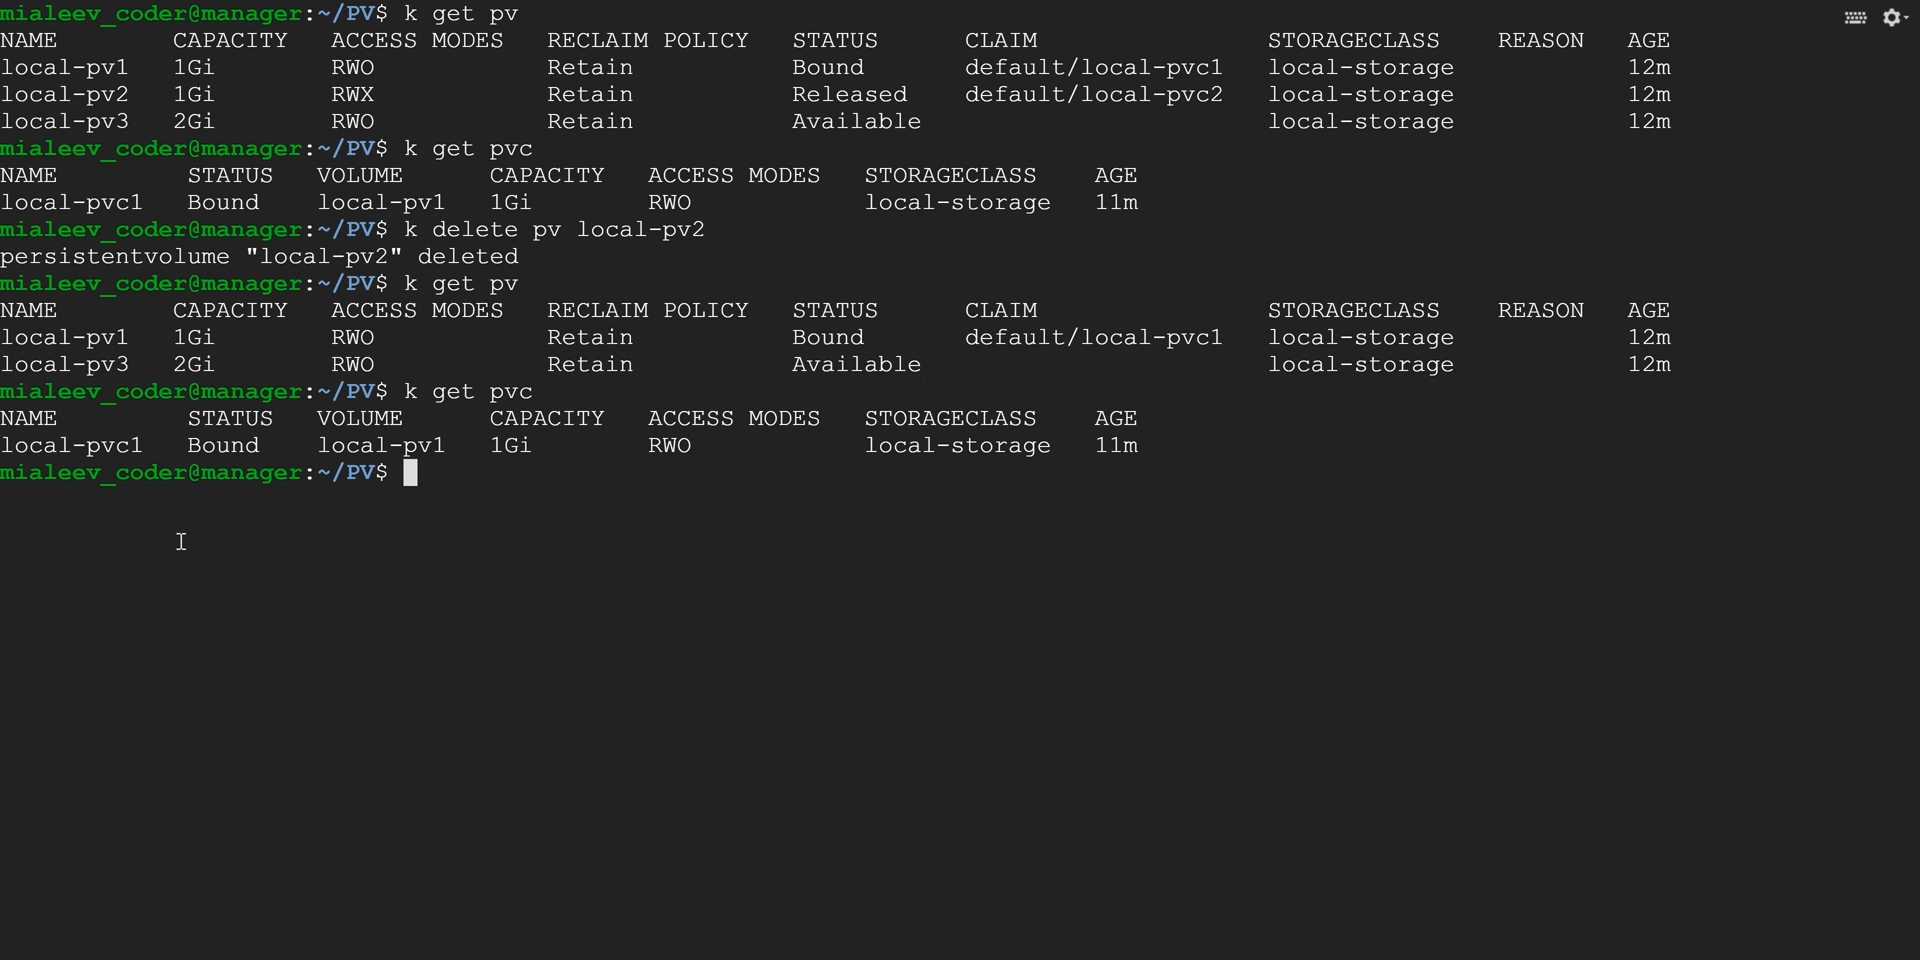 mialeev_coder@manager:~/PV$ k get pv
NAME        CAPACITY   ACCESS MODES   RECLAIM POLICY   STATUS      CLAIM                STORAGECLASS    REASON   AGE
local-pv1   1Gi        RWO            Retain           Bound       default/local-pvc1   local-storage            12m
local-pv2   1Gi        RWX            Retain           Released    default/local-pvc2   local-storage            12m
local-pv3   2Gi        RWO            Retain           Available                        local-storage            12m
mialeev_coder@manager:~/PV$ k get pvc
NAME         STATUS   VOLUME      CAPACITY   ACCESS MODES   STORAGECLASS    AGE
local-pvc1   Bound    local-pv1   1Gi        RWO            local-storage   11m
mialeev_coder@manager:~/PV$ k delete pv local-pv2
persistentvolume "local-pv2" deleted
mialeev_coder@manager:~/PV$ k get pv
NAME        CAPACITY   ACCESS MODES   RECLAIM POLICY   STATUS      CLAIM                STORAGECLASS    REASON   AGE
local-pv1   1Gi        RWO            Retain           Bound       default/local-pvc1   local-storage            12m
local-pv3   2Gi        RWO            Retain           Available                        local-storage            12m
mialeev_coder@manager:~/PV$ k get pvc
NAME         STATUS   VOLUME      CAPACITY   ACCESS MODES   STORAGECLASS    AGE
local-pvc1   Bound    local-pv1   1Gi        RWO            local-storage   11m
mialeev_coder@manager:~/PV$